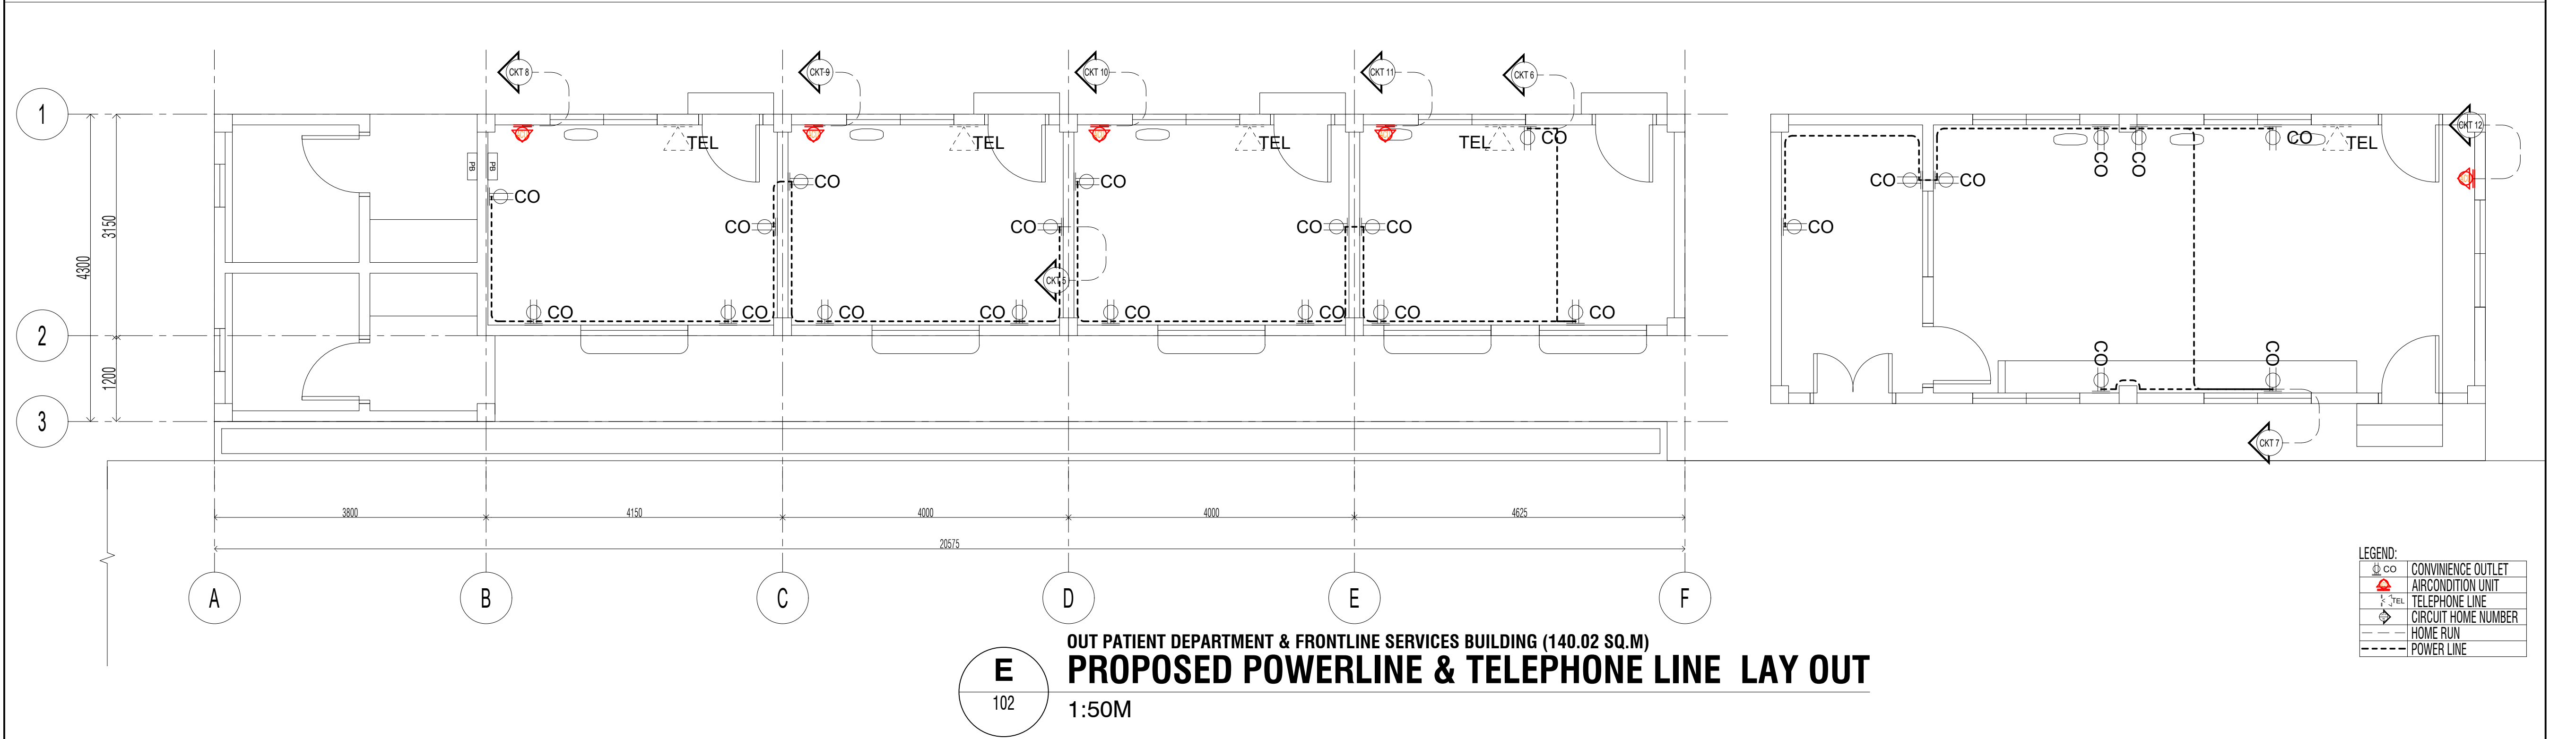 CKT 8
CKT 9
CKT 10
CKT 11
CKT 6
1
CKT 12
TEL
TEL
TEL
TEL
CO
CO
TEL
CO
CO
PB
PB
CO
CO
CO
CO
CO
CO
CO
CO
CO
CO
CO
3150
4300
CKT 5
CO
CO
CO
CO
CO
CO
CO
CO
2
CO
CO
1200
3
CKT 7
3800
4150
4000
4000
4625
20575
A
B
C
D
E
F
LEGEND:
CO CONVINIENCE OUTLET
AIRCONDITION UNIT
TEL TELEPHONE LINE
CIRCUIT HOME NUMBER
HOME RUN
POWER LINE
OUT PATIENT DEPARTMENT & FRONTLINE SERVICES BUILDING (140.02 SQ.M)
E
PROPOSED POWERLINE & TELEPHONE LINE LAY OUT
102
1:50M